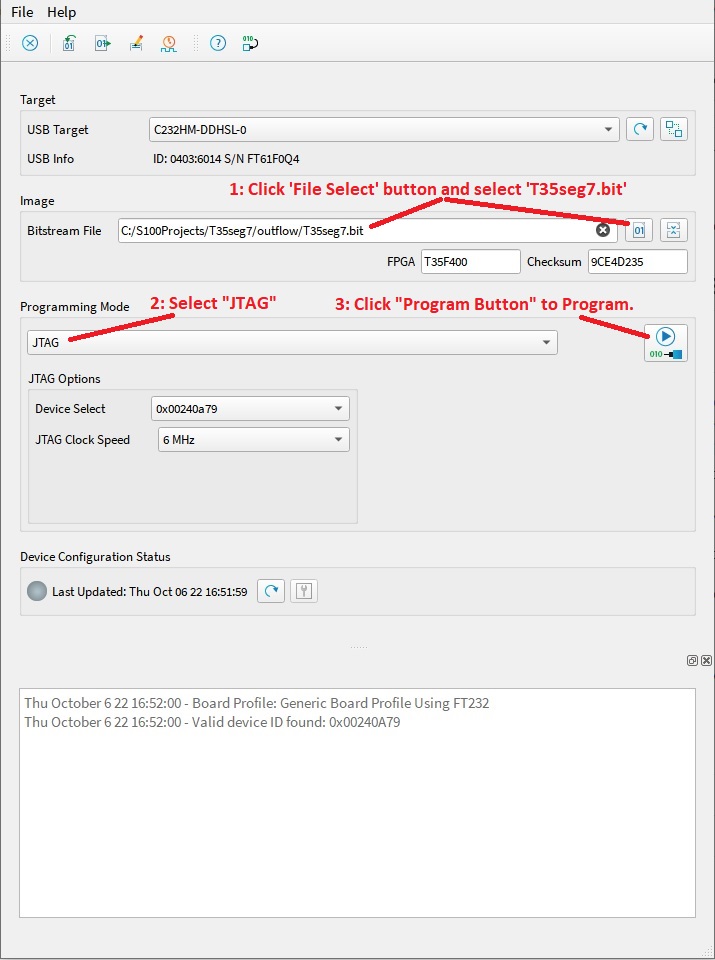 File Help
01 01 ? 010
Target
USB Target C232HM-DDHSL-0
USB Info ID: 0403:6014 S/N FT61F0Q4
1: Click 'File Select' button and select 'T35seg7.bit'
Image
Bitstream File C:/S100Projects/T35seg7/outflow/T35seg7.bit 01
FPGA T35F400 Checksum 9CE4D235
2: Select "JTAG" 3: Click "Program Button" to Program.
Programming Mode
JTAG
010
JTAG Options
Device Select 0x00240a79
JTAG Clock Speed 6 MHz
Device Configuration Status
Last Updated: Thu Oct 06 22 16:51:59
Thu October 6 22 16:52:00 - Board Profile: Generic Board Profile Using FT232
Thu October 6 22 16:52:00 - Valid device ID found: 0x00240A79